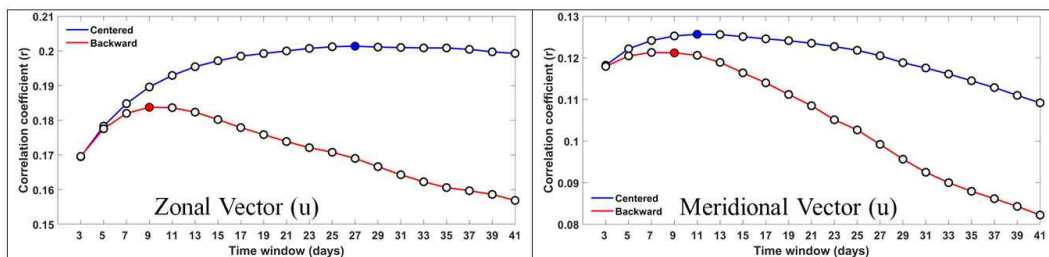 0.21
0.2
0.19
0.18
0.17
0.16
0.15
Correlation coefficient (r)
Centered
Backward
Zonal Vector (u)
3 5 7 9 11 13 15 17 19 21 23 25 27 29 31 33 35 37 39 41
Time window (days)
0.13
0.12
0.11
0.1
0.09
0.08
Correlation coefficient (r)
Centered
Backward
Meridional Vector (u)
3 5 7 9 11 13 15 17 19 21 23 25 27 29 31 33 35 37 39 41
Time window (days)